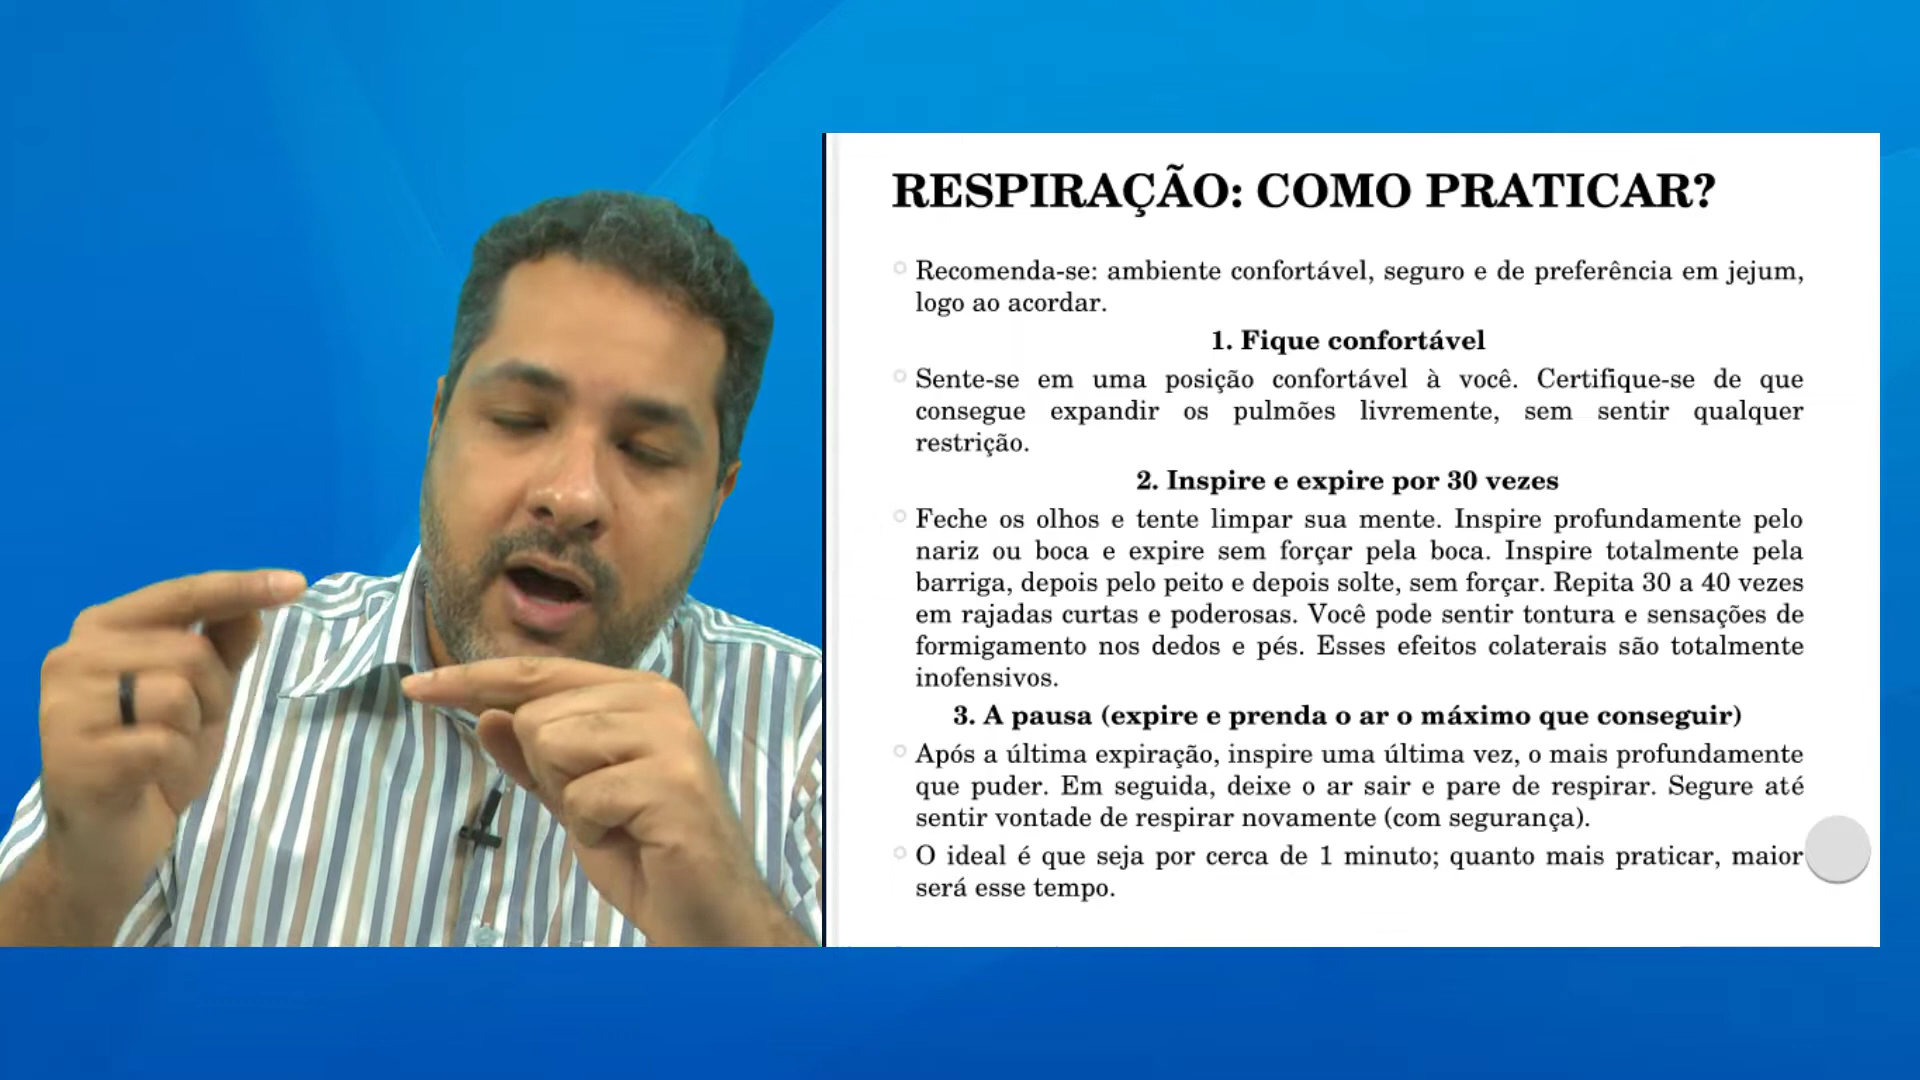 RESPIRAÇÃO: COMO PRATICAR?
Recomenda-se: ambiente confortável, seguro e de preferência em jejum,
logo ao acordar.
1. Fique confortável
Sente-se em uma posição confortável à você. Certifique-se de que
consegue expandir os pulmões livremente, sem sentir qualquer
restrição.
2. Inspire e expire por 30 vezes
Feche os olhos e tente limpar sua mente. Inspire profundamente pelo
nariz ou boca e expire sem forçar pela boca. Inspire totalmente pela
barriga, depois pelo peito e depois solte, sem forçar. Repita 30 a 40 vezes
em rajadas curtas e poderosas. Você pode sentir tontura e sensações de
formigamento nos dedos e pés. Esses efeitos colaterais são totalmente
inofensivos.
3. A pausa (expire e prenda o ar o máximo que conseguir)
Após a última expiração, inspire uma última vez, o mais profundamente
que puder. Em seguida, deixe o ar sair e pare de respirar. Segure até
sentir vontade de respirar novamente (com segurança).
O ideal é que seja por cerca de 1 minuto; quanto mais praticar, maior
será esse tempo.